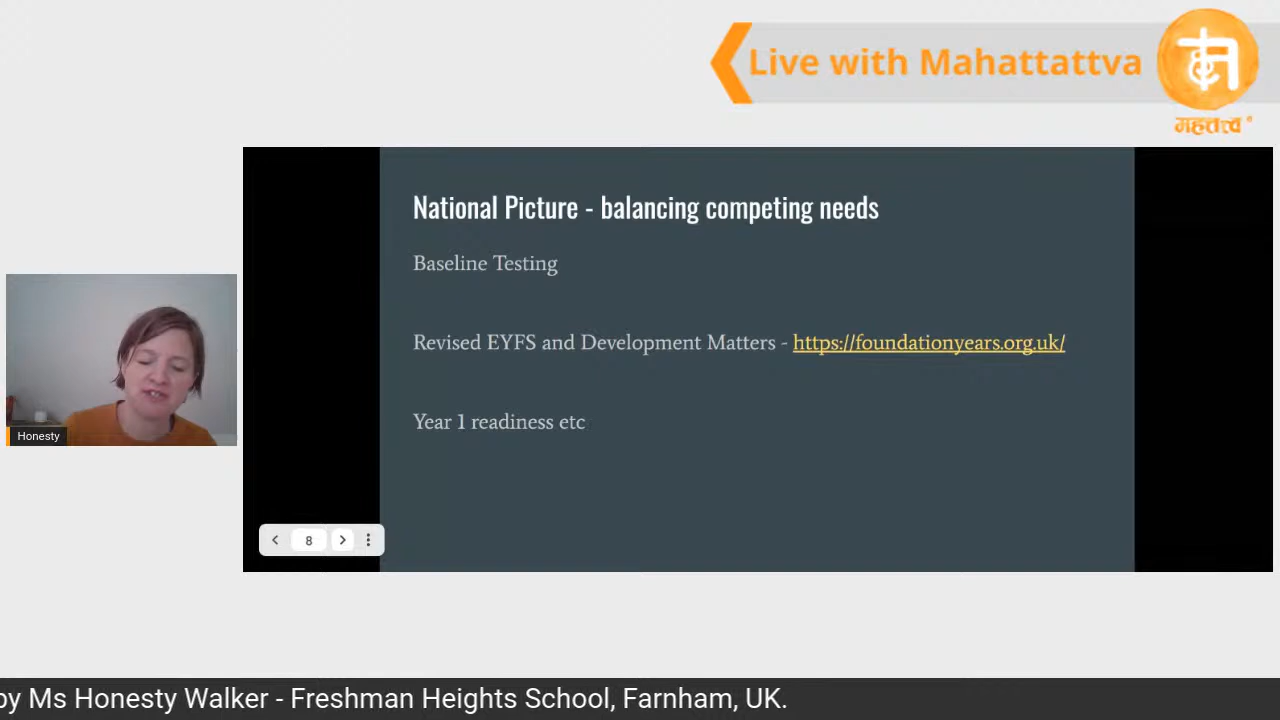 Live with Mahattattva
महतत्त्व
National Picture - balancing competing needs
Baseline Testing
Revised EYFS and Development Matters - https://foundationyears.org.uk/
Year 1 readiness etc
Honesty
8
by Ms Honesty Walker - Freshman Heights School, Farnham, UK.